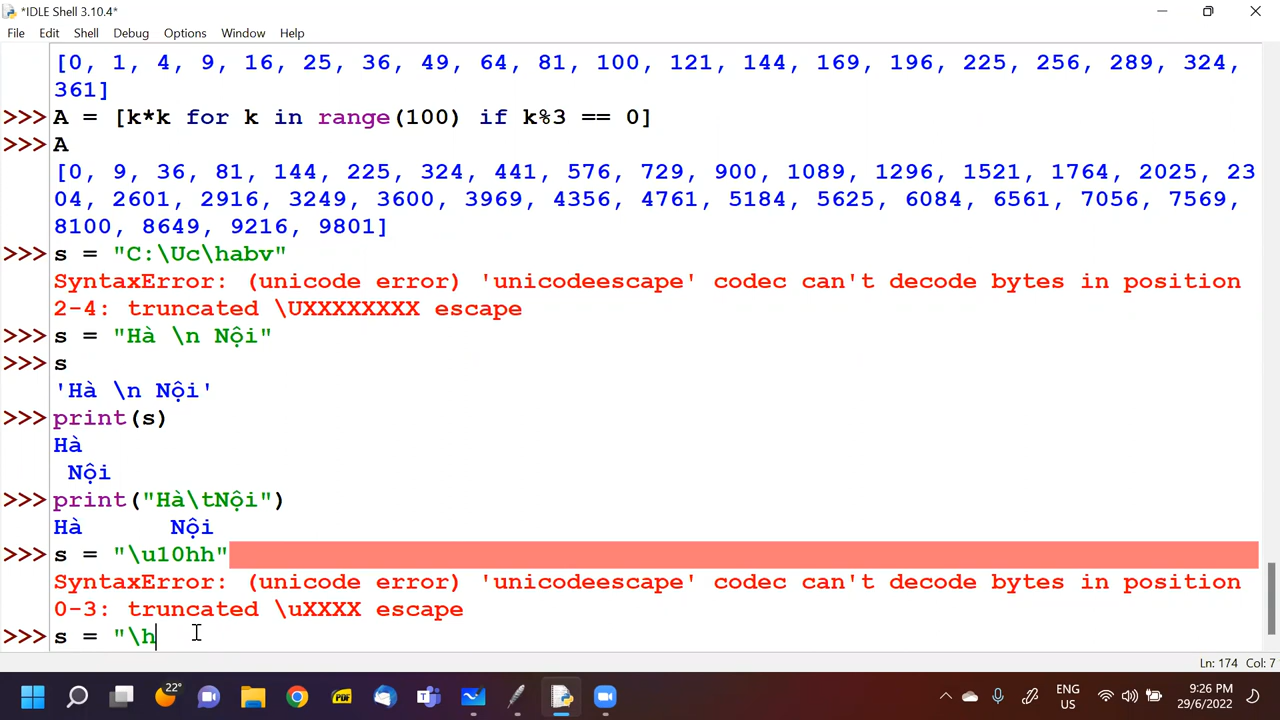 *IDLE Shell 3.10.4*
File Edit Shell Debug Options Window Help
[0, 1, 4, 9, 16, 25, 36, 49, 64, 81, 100, 121, 144, 169, 196, 225, 256, 289, 324,
361]
>>> A = [k*k for k in range(100) if k%3 == 0]
>>> A
[0, 9, 36, 81, 144, 225, 324, 441, 576, 729, 900, 1089, 1296, 1521, 1764, 2025, 23
04, 2601, 2916, 3249, 3600, 3969, 4356, 4761, 5184, 5625, 6084, 6561, 7056, 7569,
8100, 8649, 9216, 9801]
>>> s = "C:\Uc\habv"
SyntaxError: (unicode error) 'unicodeescape' codec can't decode bytes in position
2-4: truncated \UXXXXXXXX escape
>>> s = "Hà \n Nội"
>>> s
'Hà \n Nội'
>>> print(s)
Hà
Nội
>>> print("Hà\tNội")
Hà Nội
>>> s = "\u10hh"
SyntaxError: (unicode error) 'unicodeescape' codec can't decode bytes in position
0-3: truncated \uXXXX escape
>>> s = "\h
Ln: 174 Col: 7
22° PDF ENG 9:26 PM
US 29/6/2022